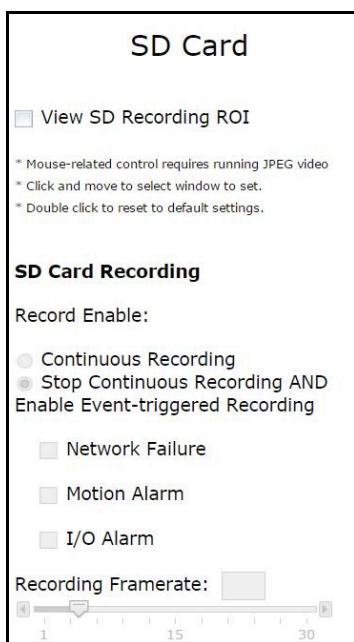 SD Card
View SD Recording ROI
* Mouse-related control requires running JPEG video
* Click and move to select window to set.
* Double click to reset to default settings.
SD Card Recording
Record Enable:
Continuous Recording
Stop Continuous Recording AND
Enable Event-triggered Recording
Network Failure
Motion Alarm
I/O Alarm
Recording Framerate:
1 15 30